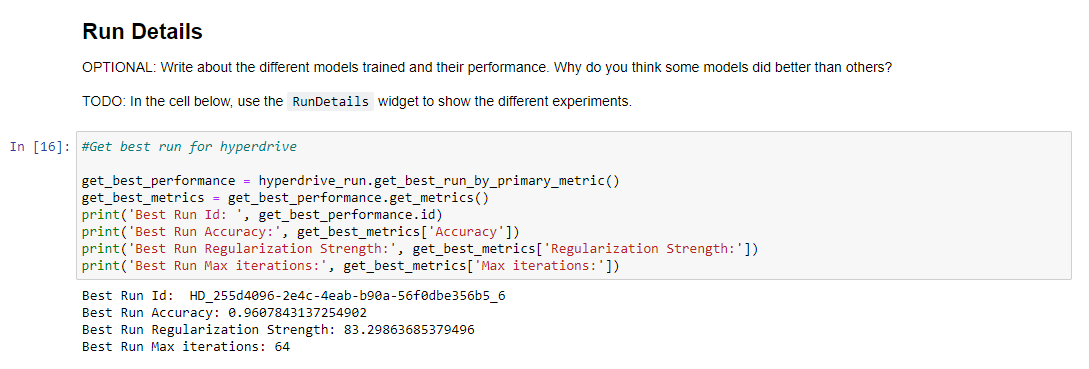 Run Details
OPTIONAL: Write about the different models trained and their performance. Why do you think some models did better than others?
TODO: In the cell below, use the RunDetails widget to show the different experiments.
In [16]: #Get best run for hyperdrive
get_best_performance = hyperdrive_run.get_best_run_by_primary_metric()
get_best_metrics = get_best_performance.get_metrics()
print('Best Run Id: ', get_best_performance.id)
print('Best Run Accuracy:', get_best_metrics['Accuracy'])
print('Best Run Regularization Strength:', get_best_metrics['Regularization Strength:'])
print('Best Run Max iterations:', get_best_metrics['Max iterations:'])
Best Run Id:  HD_255d4096-2e4c-4eab-b90a-56f0dbe356b5_6
Best Run Accuracy: 0.9607843137254902
Best Run Regularization Strength: 83.29863685379496
Best Run Max iterations: 64